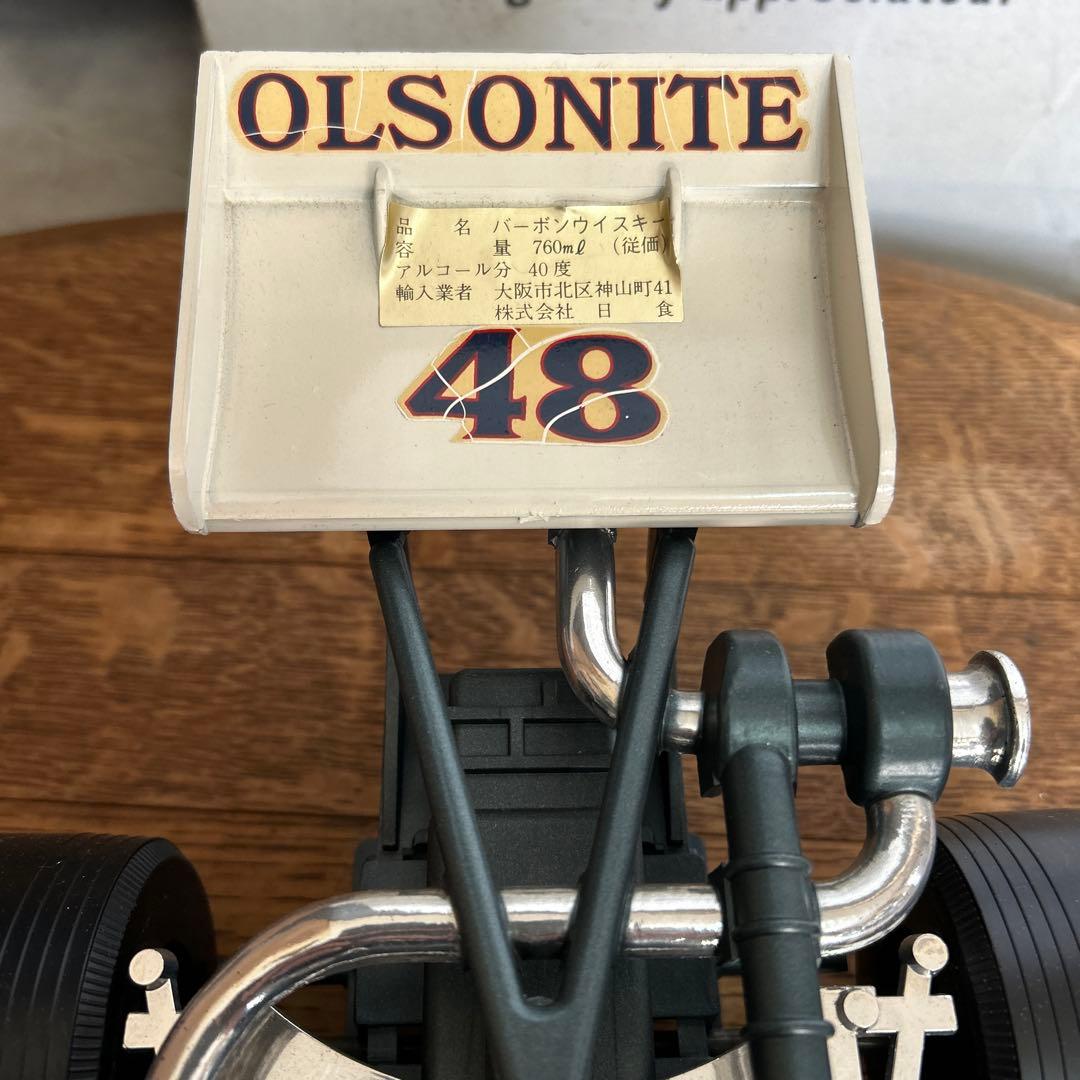 OLSONITE
品名 バーボンウイスキー
容量 760mℓ (従価)
アルコール分 40度
輸入業者 大阪市北区神山町41
株式会社 日食
48